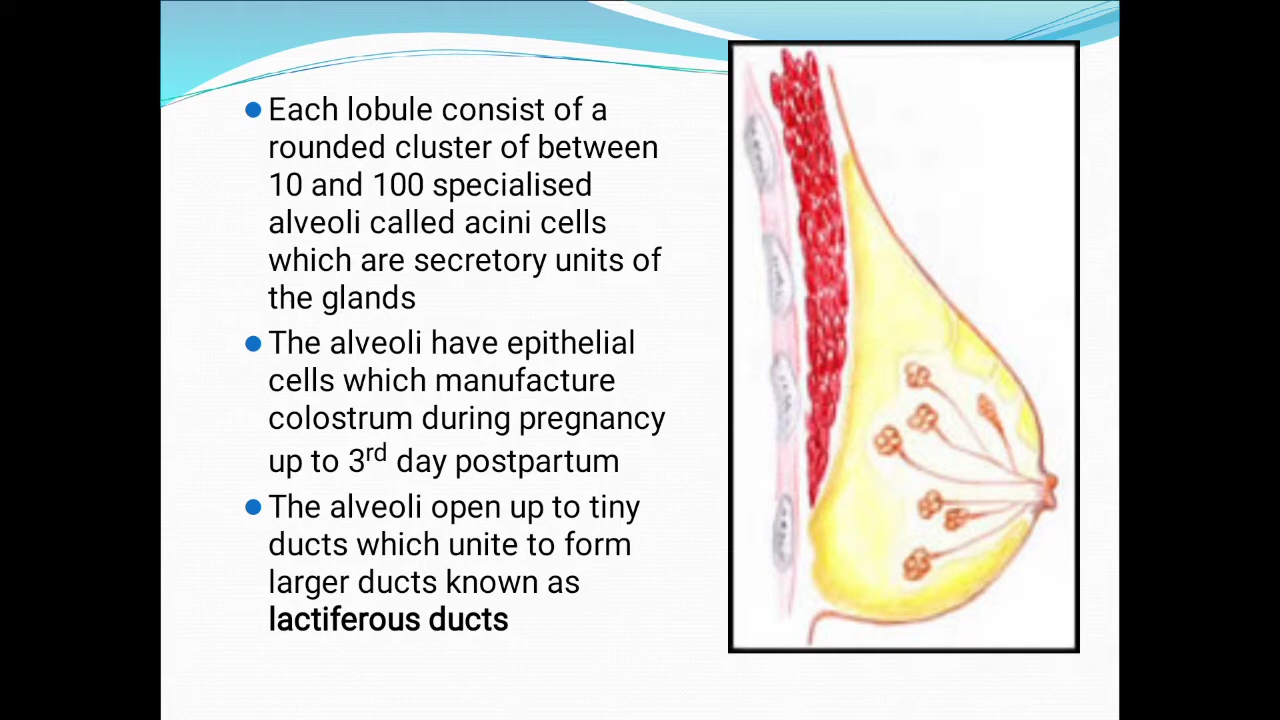 Each lobule consist of a
rounded cluster of between
10 and 100 specialised
alveoli called acini cells
which are secretory units of
the glands
The alveoli have epithelial
cells which manufacture
colostrum during pregnancy
up to 3rd day postpartum
The alveoli open up to tiny
ducts which unite to form
larger ducts known as
lactiferous ducts